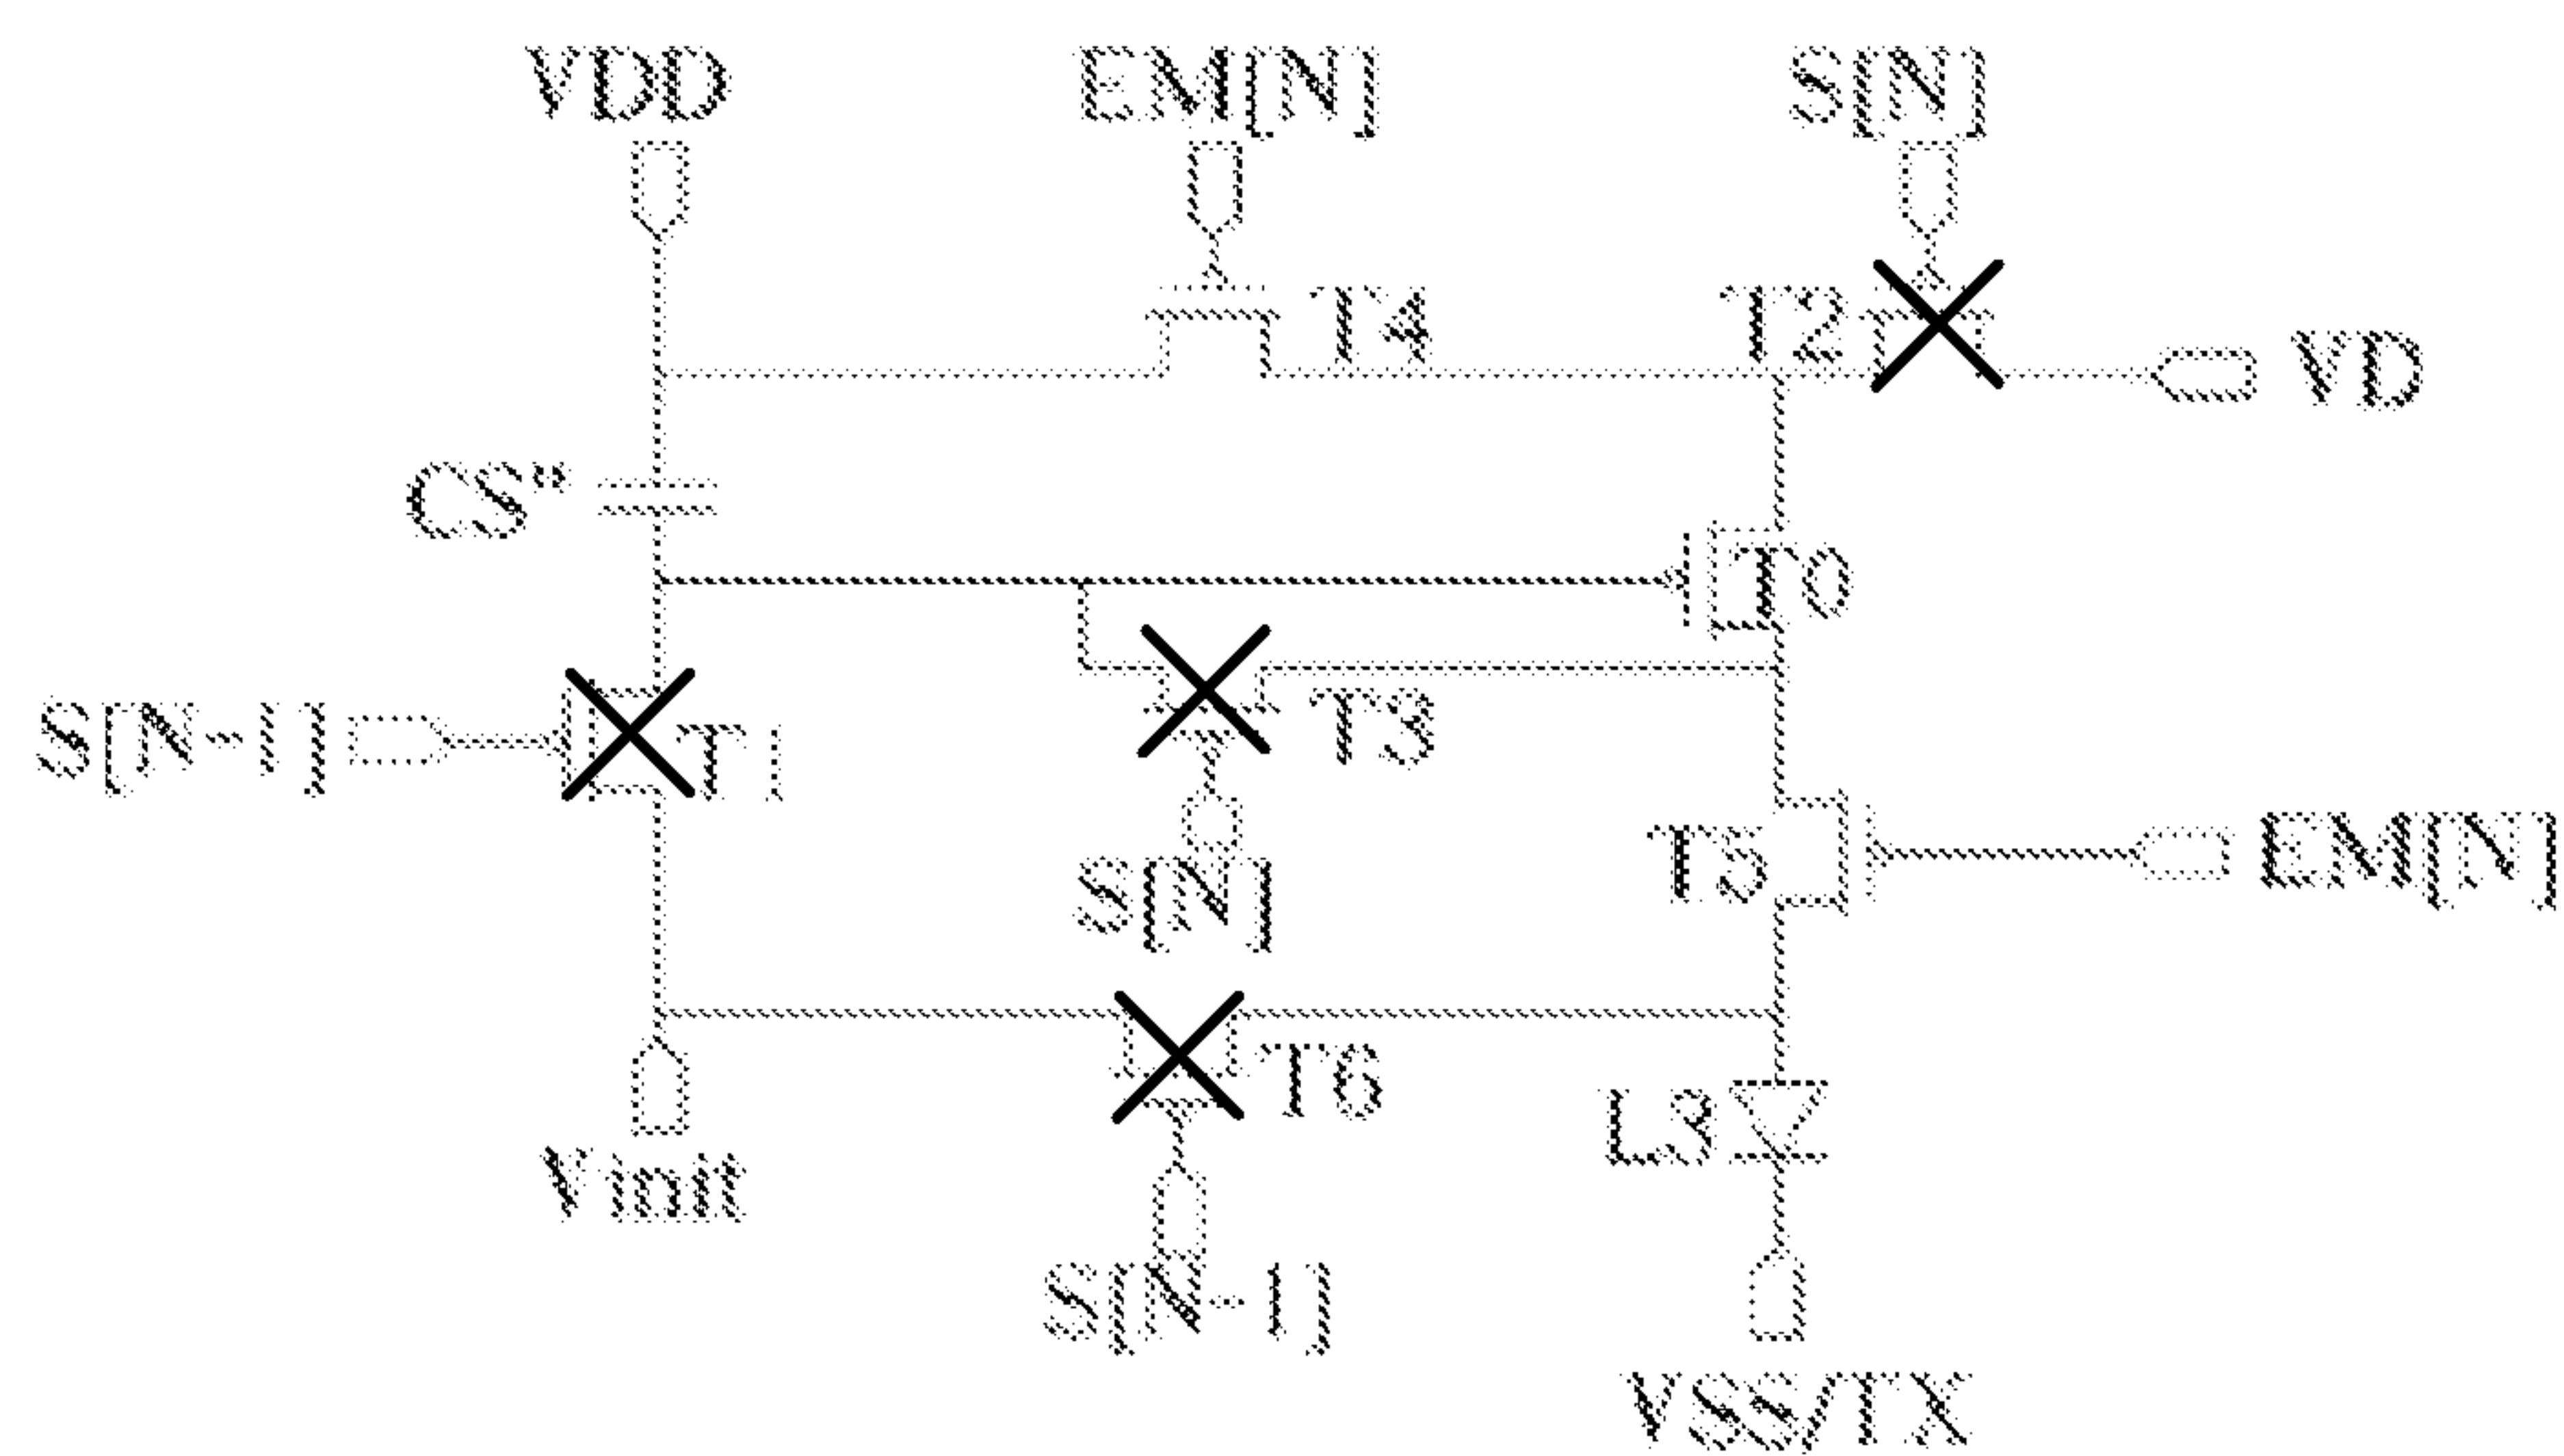 VDD
EM[N]
S[N]
T4
T2
VD
CS"
T0
S[N-1]
T1
T3
S[N]
T5
EM[N]
T6
L3
Vinit
S[N-1]
VSS/TX